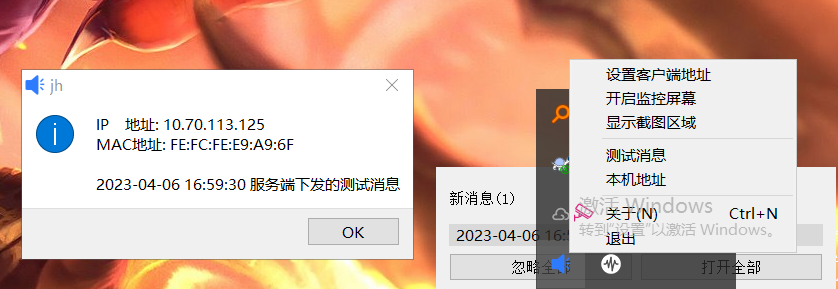 jh
IP 地址: 10.70.113.125
MAC地址: FE:FC:FE:E9:A9:6F
2023-04-06 16:59:30 服务端下发的测试消息
OK
设置客户端地址
开启监控屏幕
显示截图区域
测试消息
本机地址
关于(N) Ctrl+N
退出
激活 Windows
转到"设置"以激活 Windows。
新消息(1)
2023-04-06 16:5
忽略全部
打开全部